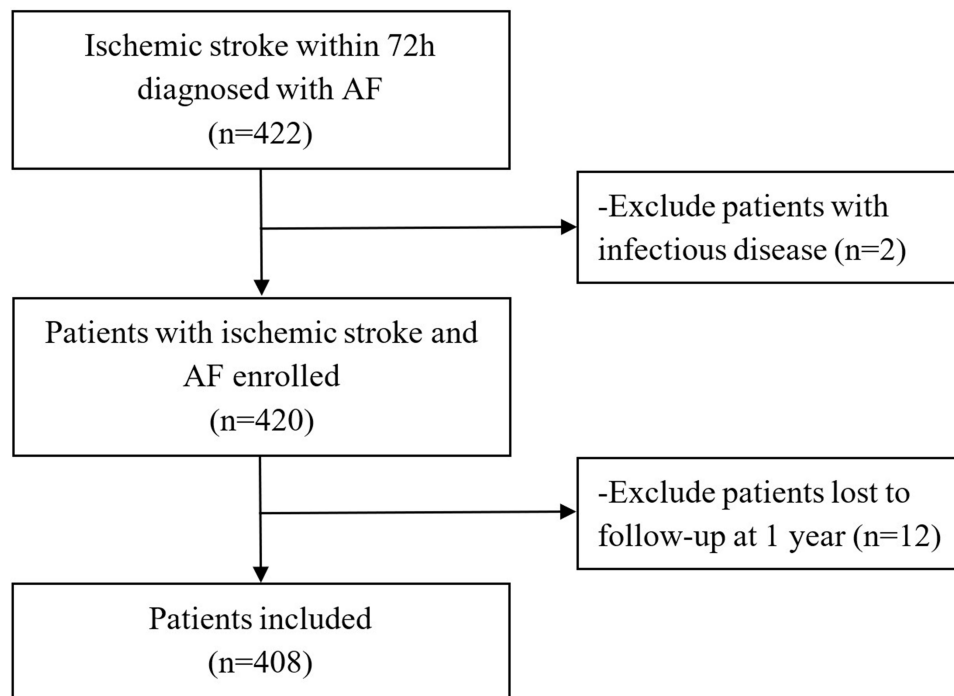 Ischemic stroke within 72h
diagnosed with AF
(n=422)
-Exclude patients with
infectious disease (n=2)
Patients with ischemic stroke and
AF enrolled
(n=420)
-Exclude patients lost to
follow-up at 1 year (n=12)
Patients included
(n=408)